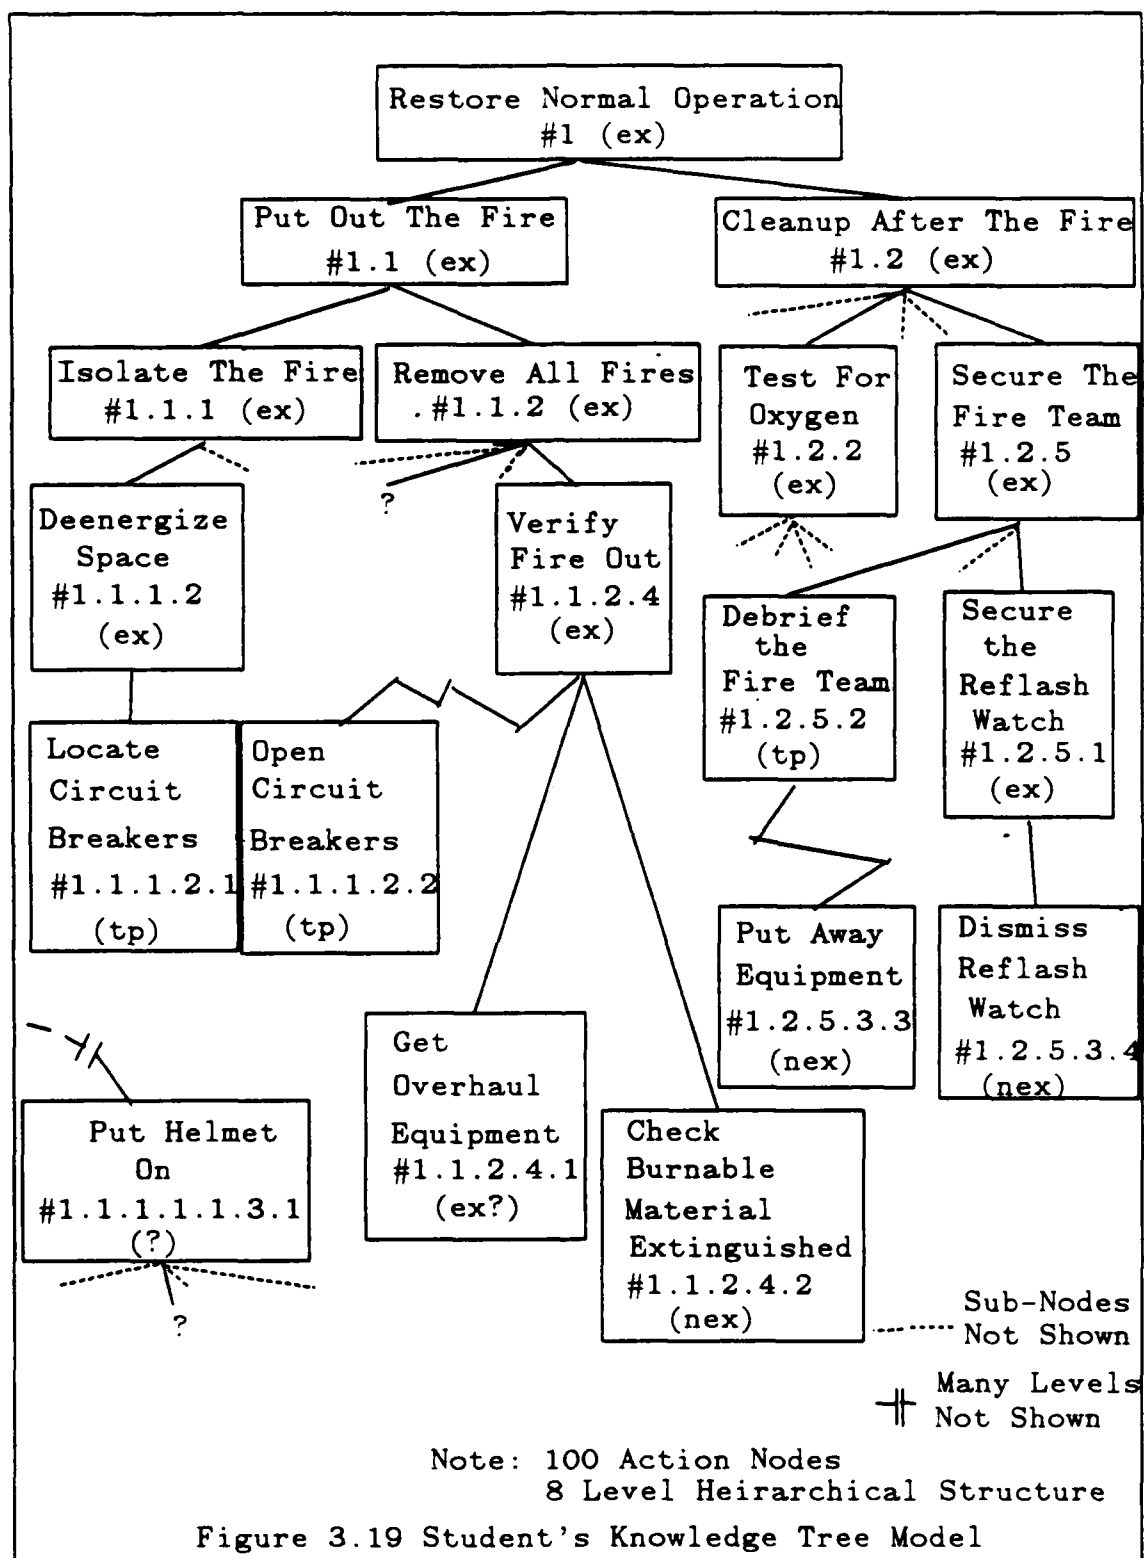 Restore Normal Operation
#1 (ex)
Put Out The Fire
#1.1 (ex)
Cleanup After The Fire
#1.2 (ex)
Isolate The Fire
#1.1.1 (ex)
Remove All Fires
#1.1.2 (ex)
Test For
Oxygen
#1.2.2
(ex)
Secure The
Fire Team
#1.2.5
(ex)
?
Deenergize
Space
#1.1.1.2
(ex)
Verify
Fire Out
#1.1.2.4
(ex)
Debrief
the
Fire Team
#1.2.5.2
(tp)
Secure
the
Reflash
Watch
#1.2.5.1
(ex)
Locate
Circuit
Breakers
#1.1.1.2.1
(tp)
Open
Circuit
Breakers
#1.1.1.2.2
(tp)
Put Away
Equipment
#1.2.5.3.3
(nex)
Dismiss
Reflash
Watch
#1.2.5.3.4
(nex)
Get
Overhaul
Equipment
#1.1.2.4.1
(ex?)
Put Helmet
On
#1.1.1.1.1.3.1
(?)
?
Check
Burnable
Material
Extinguished
#1.1.2.4.2
(nex)
Sub-Nodes
Not Shown
Many Levels
Not Shown
Note: 100 Action Nodes
8 Level Heirarchical Structure
Figure 3.19 Student's Knowledge Tree Model